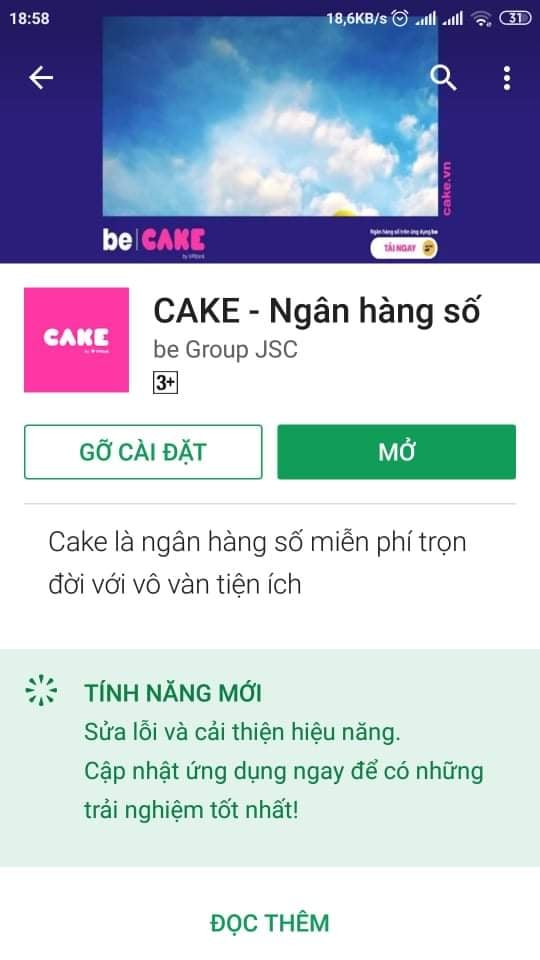 18:58
18,6KB/s
31
cake.vn
be CAKE
by VPBank
Ngân hàng số trên ứng dụng be
TẢI NGAY
CAKE
CAKE - Ngân hàng số
be Group JSC
3+
GỠ CÀI ĐẶT
MỞ
Cake là ngân hàng số miễn phí trọn
đời với vô vàn tiện ích
TÍNH NĂNG MỚI
Sửa lỗi và cải thiện hiệu năng.
Cập nhật ứng dụng ngay để có những
trải nghiệm tốt nhất!
ĐỌC THÊM